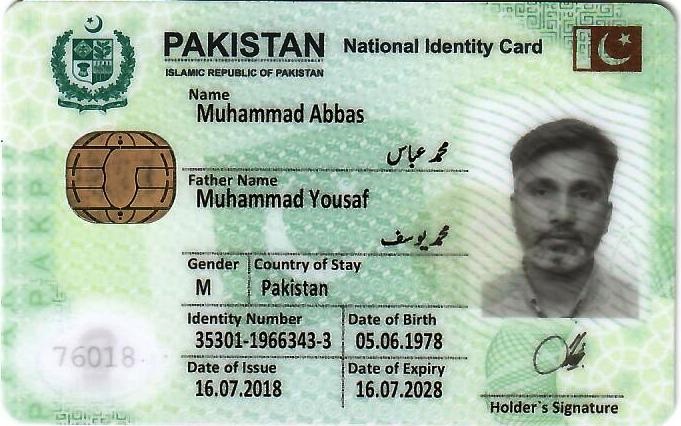 PAKISTAN National Identity Card
ISLAMIC REPUBLIC OF PAKISTAN
Name
Muhammad Abbas
محمد عباس
Father Name
Muhammad Yousaf
محمد یوسف
Gender Country of Stay
M Pakistan
Identity Number Date of Birth
35301-1966343-3 05.06.1978
Date of Issue Date of Expiry
16.07.2018 16.07.2028
76018
Holder`s Signature